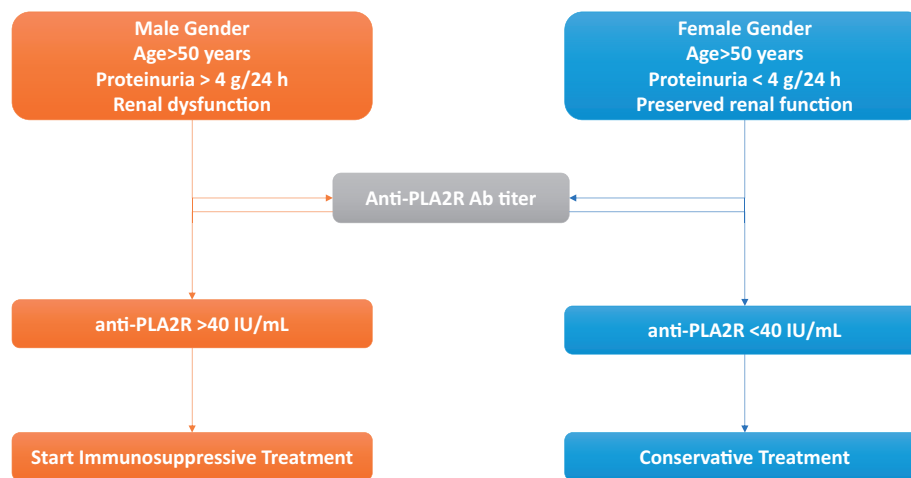 Male Gender
Age>50 years
Proteinuria > 4 g/24 h
Renal dysfunction
Female Gender
Age>50 years
Proteinuria < 4 g/24 h
Preserved renal function
Anti-PLA2R Ab titer
anti-PLA2R >40 IU/mL
anti-PLA2R <40 IU/mL
Start Immunosuppressive Treatment
Conservative Treatment